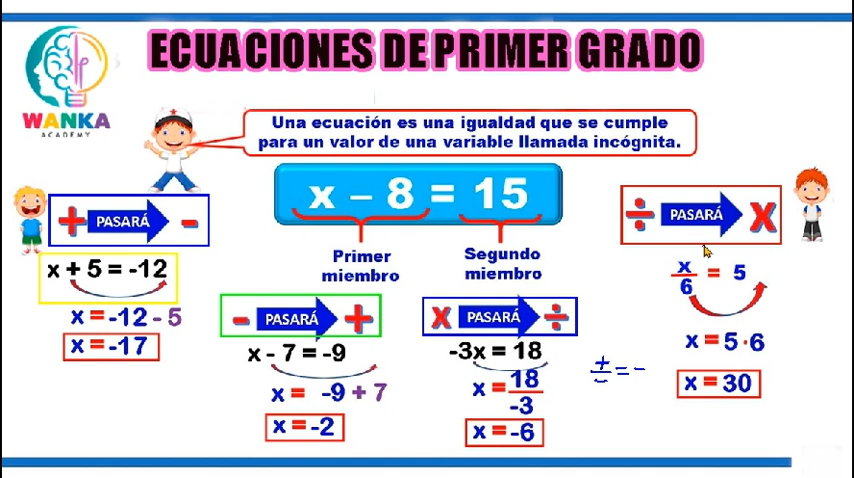 ECUACIONES DE PRIMER GRADO
WANKA
ACADEMY
Una ecuación es una igualdad que se cumple
para un valor de una variable llamada incógnita.
x – 8 = 15
Primer
miembro
Segundo
miembro
+ PASARÁ -
x + 5 = -12
x = -12 - 5
x = -17
- PASARÁ +
x - 7 = -9
x = -9 + 7
x = -2
X PASARÁ ÷
-3x = 18
x = 18/-3
x = -6
+/- = -
÷ PASARÁ X
x/6 = 5
x = 5 · 6
x = 30